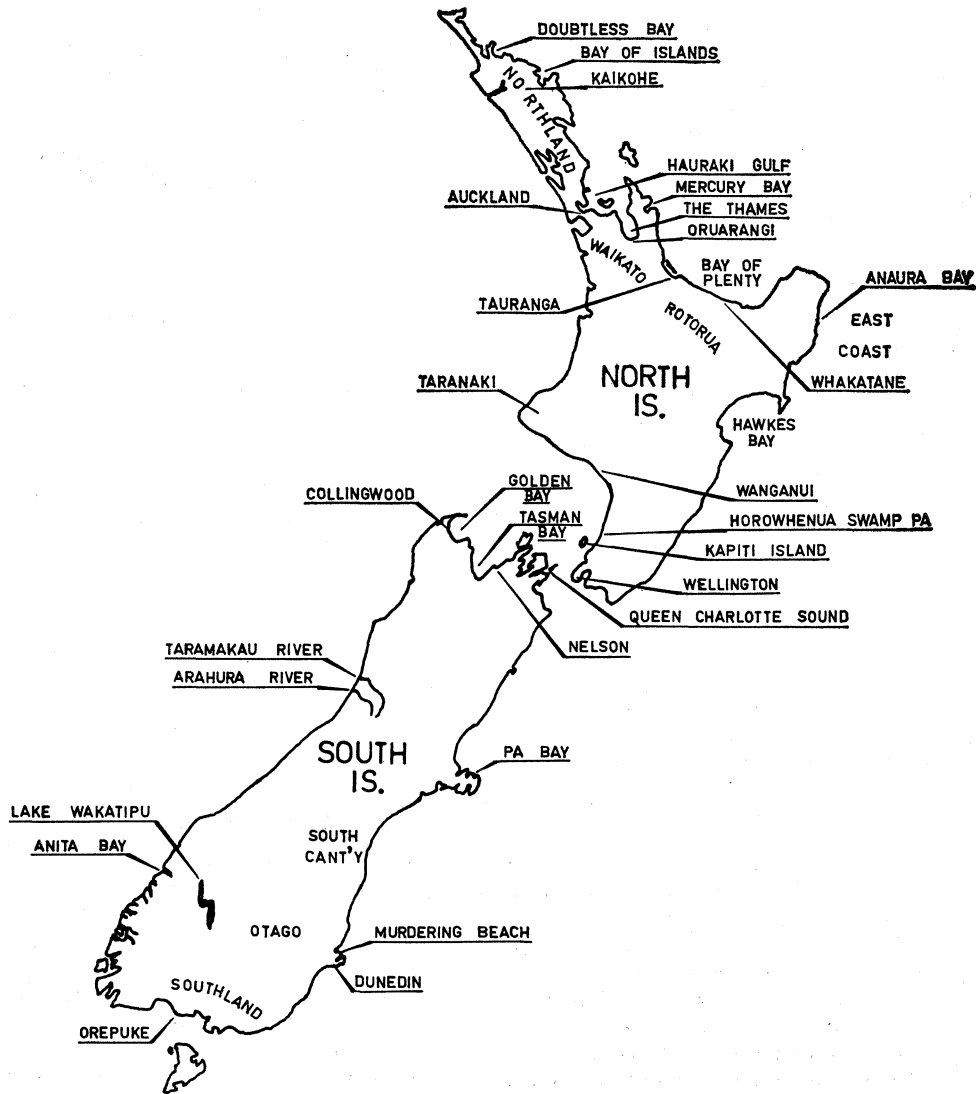 DOUBTLESS BAY
BAY OF ISLANDS
KAIKOHE
NORTHLAND
HAURAKI GULF
MERCURY BAY
AUCKLAND
THE THAMES
ORUARANGI
WAIKATO
BAY OF
PLENTY
ANAURA BAY
TAURANGA
ROTORUA
EAST
COAST
NORTH
IS.
TARANAKI
WHAKATANE
HAWKES
BAY
GOLDEN
BAY
WANGANUI
COLLINGWOOD
TASMAN
BAY
HOROWHENUA SWAMP PA
KAPITI ISLAND
WELLINGTON
QUEEN CHARLOTTE SOUND
NELSON
TARAMAKAU RIVER
ARAHURA RIVER
SOUTH
IS.
PA BAY
LAKE WAKATIPU
SOUTH
CANT'Y
ANITA BAY
OTAGO
MURDERING BEACH
DUNEDIN
SOUTHLAND
OREPUKE